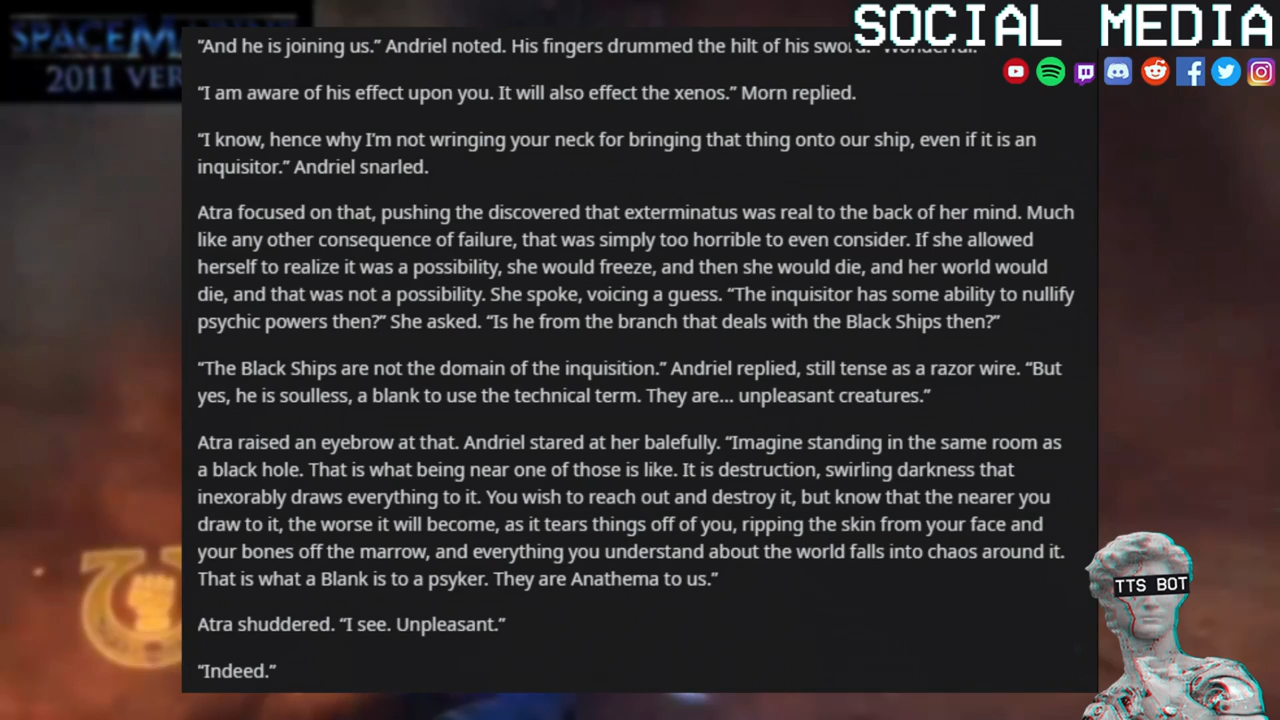 SPACEMA
2011 VER
SOCIAL MEDIA
“And he is joining us.” Andriel noted. His fingers drummed the hilt of his sword. “Wonderful.”
“I am aware of his effect upon you. It will also effect the xenos.” Morn replied.
“I know, hence why I’m not wringing your neck for bringing that thing onto our ship, even if it is an
inquisitor.” Andriel snarled.
Atra focused on that, pushing the discovered that exterminatus was real to the back of her mind. Much
like any other consequence of failure, that was simply too horrible to even consider. If she allowed
herself to realize it was a possibility, she would freeze, and then she would die, and her world would
die, and that was not a possibility. She spoke, voicing a guess. “The inquisitor has some ability to nullify
psychic powers then?” She asked. “Is he from the branch that deals with the Black Ships then?”
“The Black Ships are not the domain of the inquisition.” Andriel replied, still tense as a razor wire. “But
yes, he is soulless, a blank to use the technical term. They are... unpleasant creatures.”
Atra raised an eyebrow at that. Andriel stared at her balefully. “Imagine standing in the same room as
a black hole. That is what being near one of those is like. It is destruction, swirling darkness that
inexorably draws everything to it. You wish to reach out and destroy it, but know that the nearer you
draw to it, the worse it will become, as it tears things off of you, ripping the skin from your face and
your bones off the marrow, and everything you understand about the world falls into chaos around it.
That is what a Blank is to a psyker. They are Anathema to us.”
Atra shuddered. “I see. Unpleasant.”
“Indeed.”
TTS BOT